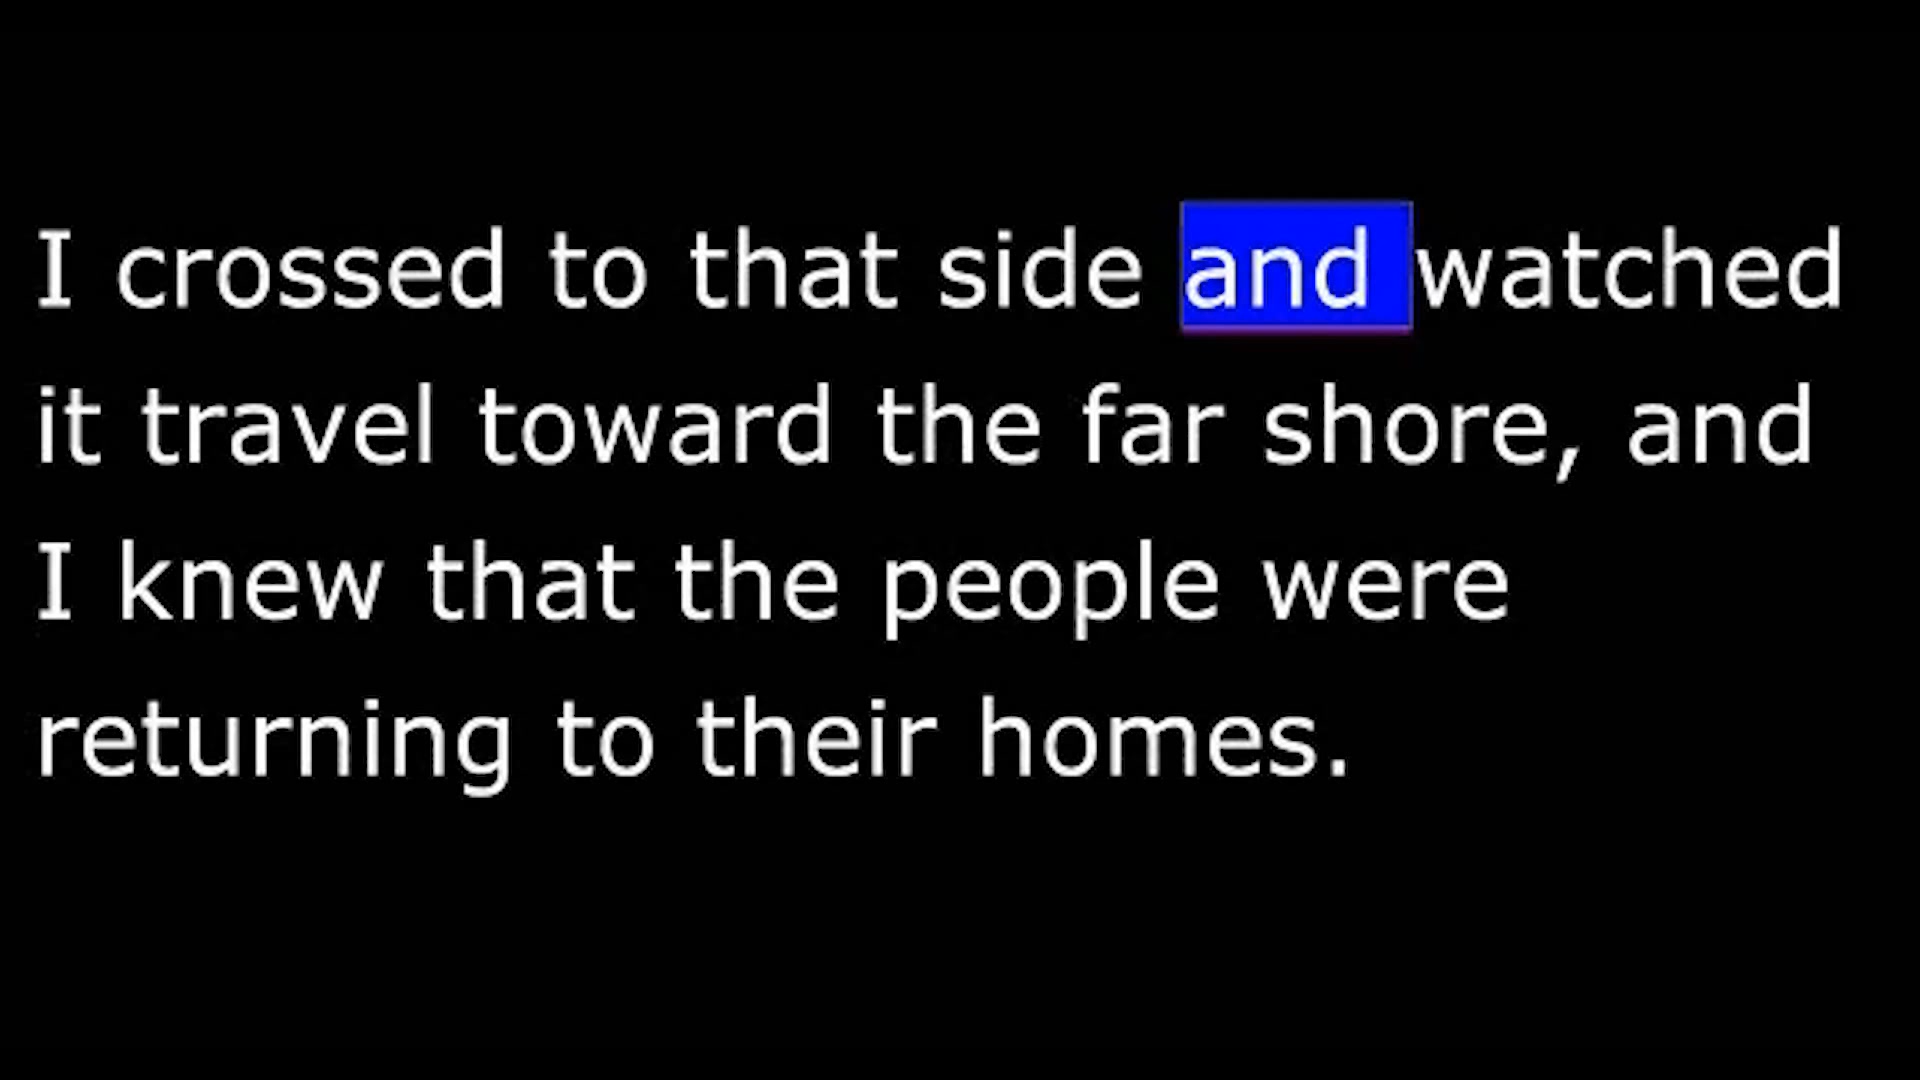 I crossed to that side and watched
it travel toward the far shore, and
I knew that the people were
returning to their homes.